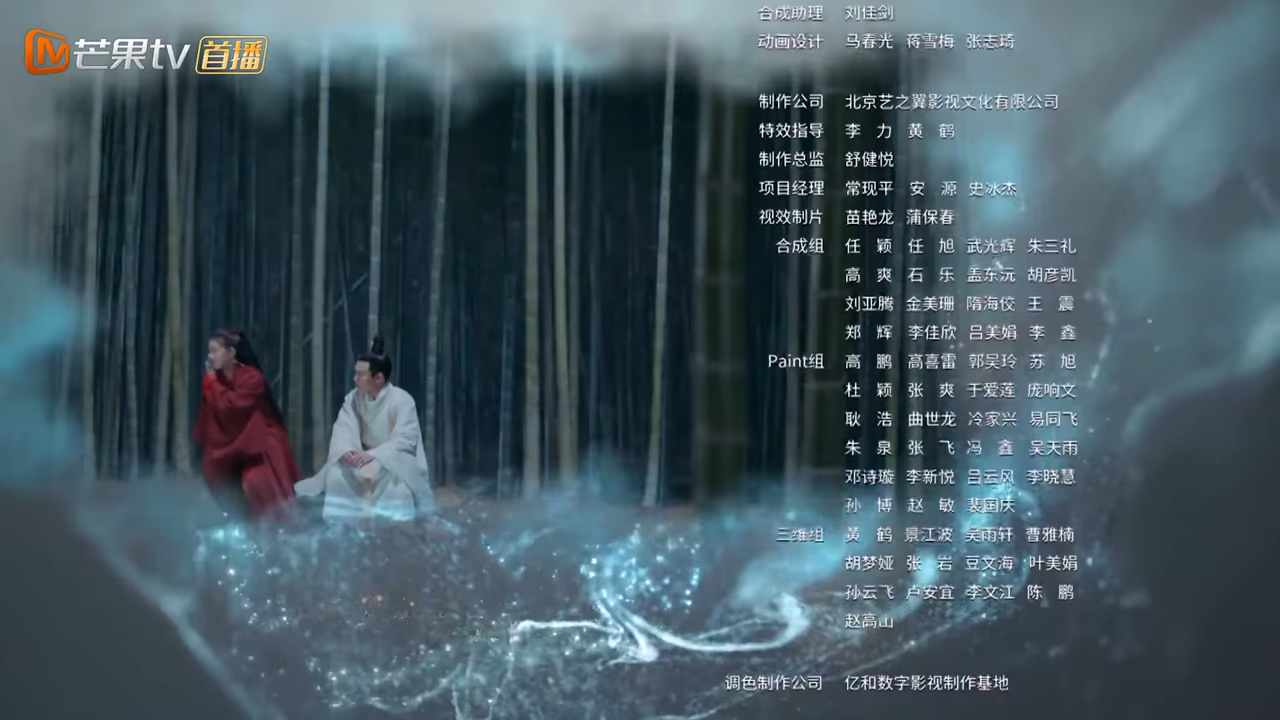 芒果tv 首播
合成助理 刘佳剑
动画设计 马春光 蒋雪梅 张志琦
制作公司 北京艺之翼影视文化有限公司
特效指导 李 力 黄 鹤
制作总监 舒健悦
项目经理 常现平 安 源 史冰杰
视效制片 苗艳龙 蒲保春
合成组 任 颖 任 旭 武光辉 朱三礼
高 爽 石 乐 孟东沅 胡彦凯
刘亚腾 金美珊 隋海佼 王 震
郑 辉 李佳欣 吕美娟 李 鑫
Paint组 高 鹏 高喜雷 郭吴玲 苏 旭
杜 颖 张 爽 于爱莲 庞响文
耿 浩 曲世龙 冷家兴 易同飞
朱 泉 张 飞 冯 鑫 吴天雨
邓诗璇 李新悦 吕云风 李晓慧
孙 博 赵 敏 裴国庆
三维组 黄 鹤 景江波 吴雨轩 曹雅楠
胡梦娅 张 岩 豆文海 叶美娟
孙云飞 卢安宜 李文江 陈 鹏
赵高山
调色制作公司 亿和数字影视制作基地